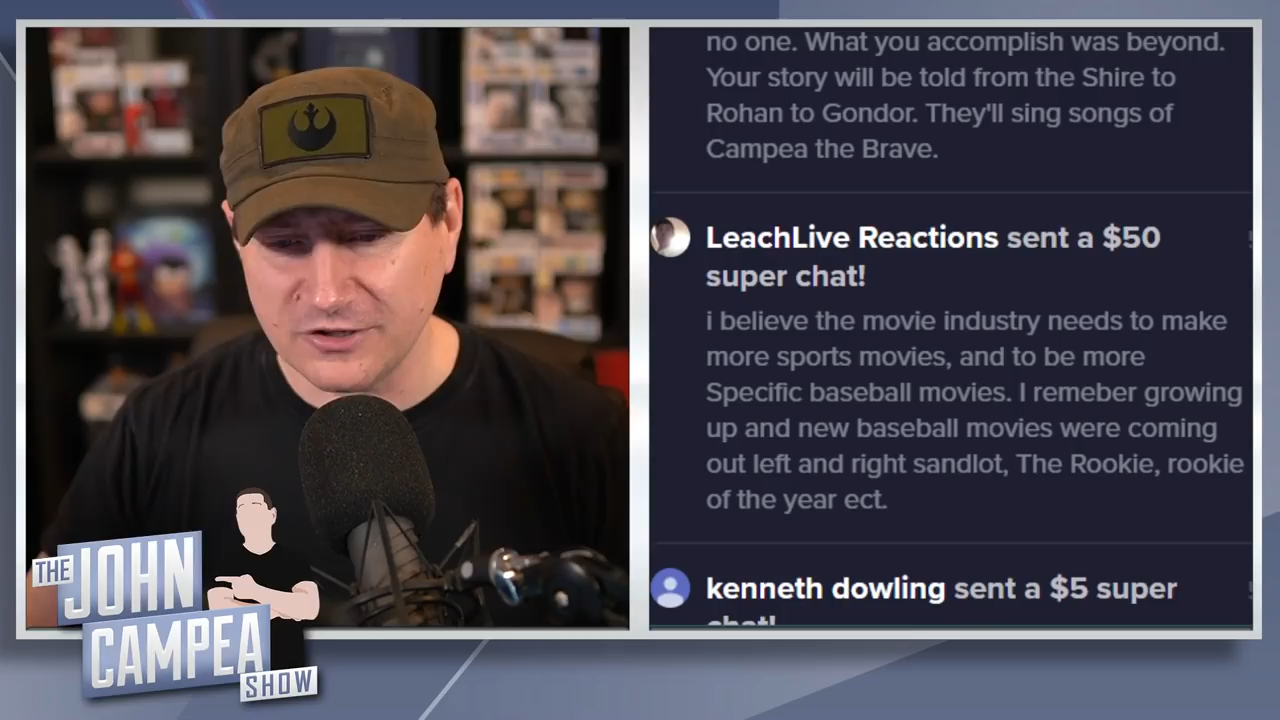 no one. What you accomplish was beyond.
Your story will be told from the Shire to
Rohan to Gondor. They'll sing songs of
Campea the Brave.
LeachLive Reactions sent a $50
super chat!
i believe the movie industry needs to make
more sports movies, and to be more
Specific baseball movies. I remeber growing
up and new baseball movies were coming
out left and right sandlot, The Rookie, rookie
of the year ect.
kenneth dowling sent a $5 super
chat!
THE
JOHN
CAMPEA
SHOW